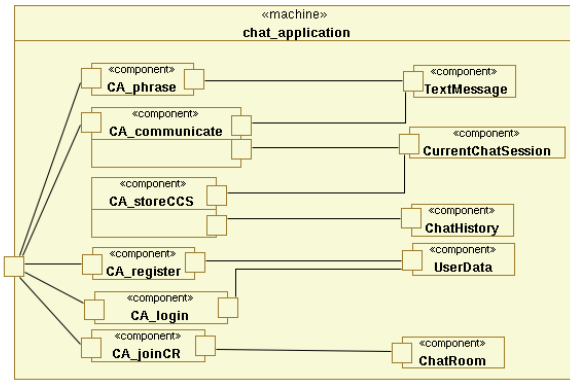 «machine»
chat_application
«component»
CA_phrase
«component»
TextMessage
«component»
CA_communicate
«component»
CurrentChatSession
«component»
CA_storeCCS
«component»
ChatHistory
«component»
CA_register
«component»
UserData
«component»
CA_login
«component»
CA_joinCR
«component»
ChatRoom